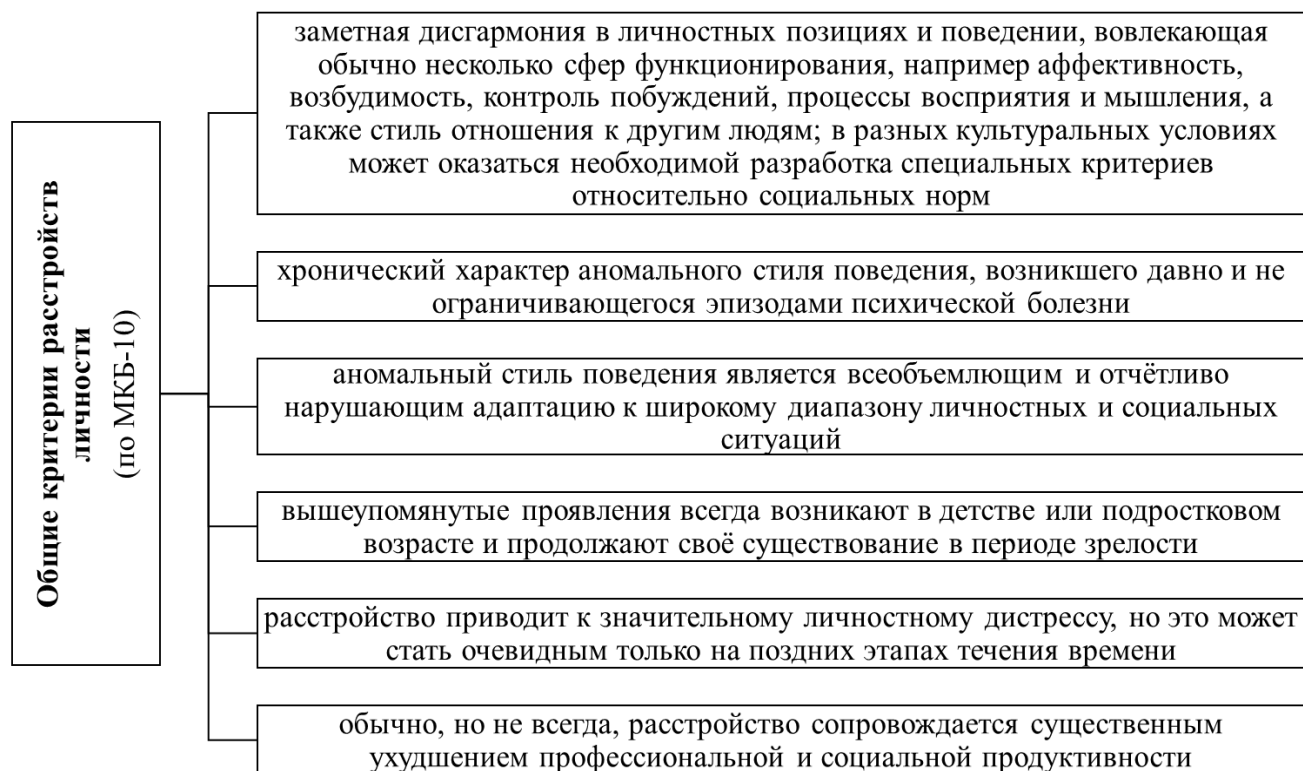 Общие критерии расстройств
личности
(по МКБ-10)
заметная дисгармония в личностных позициях и поведении, вовлекающая
обычно несколько сфер функционирования, например аффективность,
возбудимость, контроль побуждений, процессы восприятия и мышления, а
также стиль отношения к другим людям; в разных культуральных условиях
может оказаться необходимой разработка специальных критериев
относительно социальных норм
хронический характер аномального стиля поведения, возникшего давно и не
ограничивающегося эпизодами психической болезни
аномальный стиль поведения является всеобъемлющим и отчётливо
нарушающим адаптацию к широкому диапазону личностных и социальных
ситуаций
вышеупомянутые проявления всегда возникают в детстве или подростковом
возрасте и продолжают своё существование в периоде зрелости
расстройство приводит к значительному личностному дистрессу, но это может
стать очевидным только на поздних этапах течения времени
обычно, но не всегда, расстройство сопровождается существенным
ухудшением профессиональной и социальной продуктивности